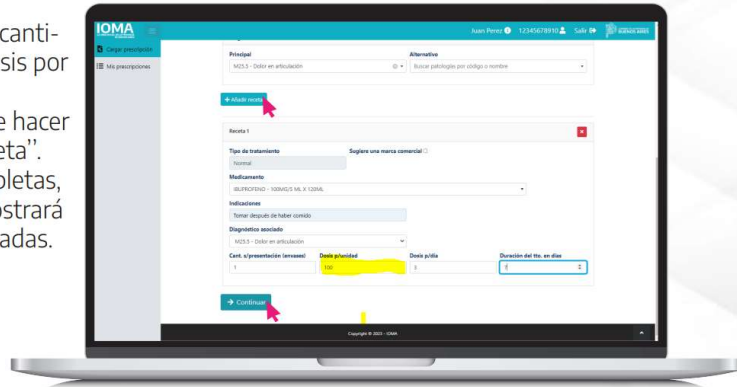 canti-
sis por
e hacer
eta”.
oletas,
ostrará
adas.
IOMA
Juan Perez
12345678910
Salir
Cargar prescripción
Mis prescripciones
Principal
Alternativo
M25.5 - Dolor en articulación
Buscar patologías por código o nombre
+ Añadir receta
Receta 1
Tipo de tratamiento
Sugiere una marca comercial
Normal
Medicamento
IBUPROFENO - 100MG/5 ML X 120ML
Indicaciones
Tomar después de haber comido
Diagnóstico asociado
M25.5 - Dolor en articulación
Cant. s/presentación (envases)
Dosis p/unidad
Dosis p/día
Duración del tto. en días
1
100
3
Continuar
Copyright © 2023 - IOMA